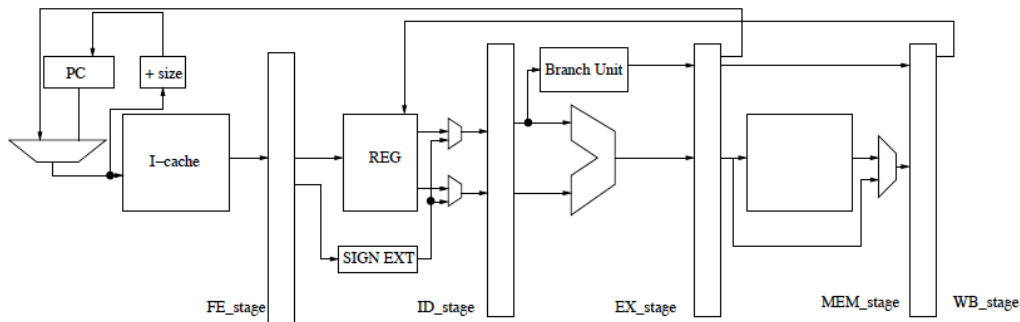 PC
+ size
Branch Unit
I-cache
REG
SIGN EXT
FE_stage
ID_stage
EX_stage
MEM_stage
WB_stage